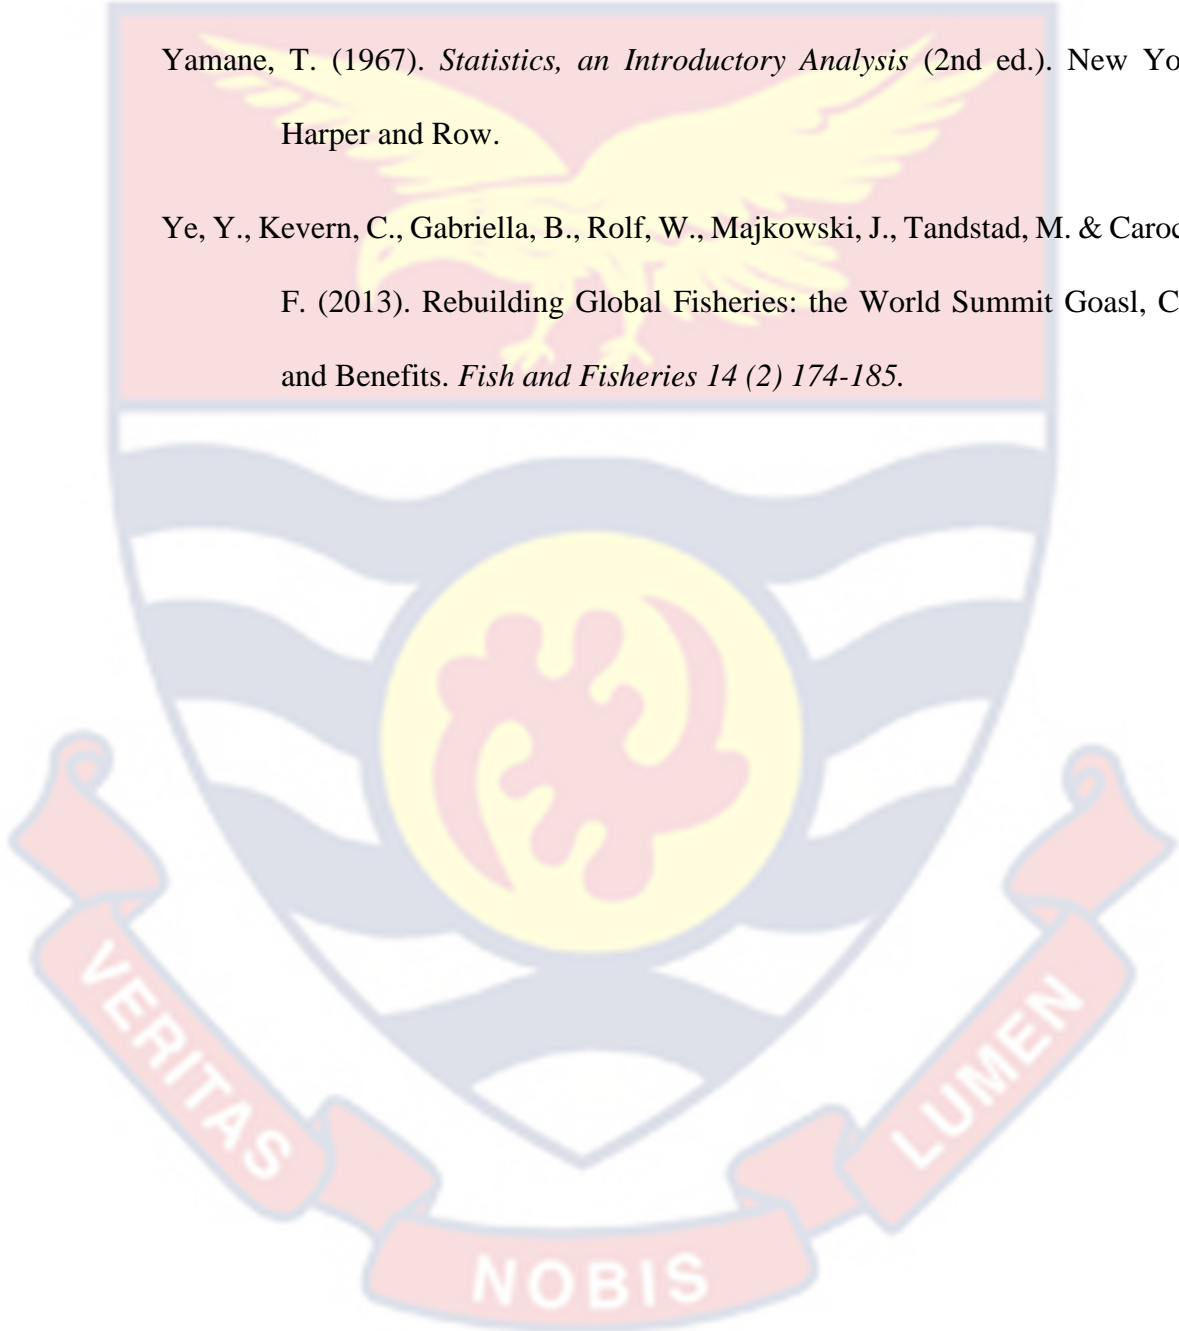 Yamane, T. (1967). Statistics, an Introductory Analysis (2nd ed.). New Yo
Harper and Row.
Ye, Y., Kevern, C., Gabriella, B., Rolf, W., Majkowski, J., Tandstad, M. & Caroc
F. (2013). Rebuilding Global Fisheries: the World Summit Goasl, C
and Benefits. Fish and Fisheries 14 (2) 174-185.
VERITAS
NOBIS
LUMEN